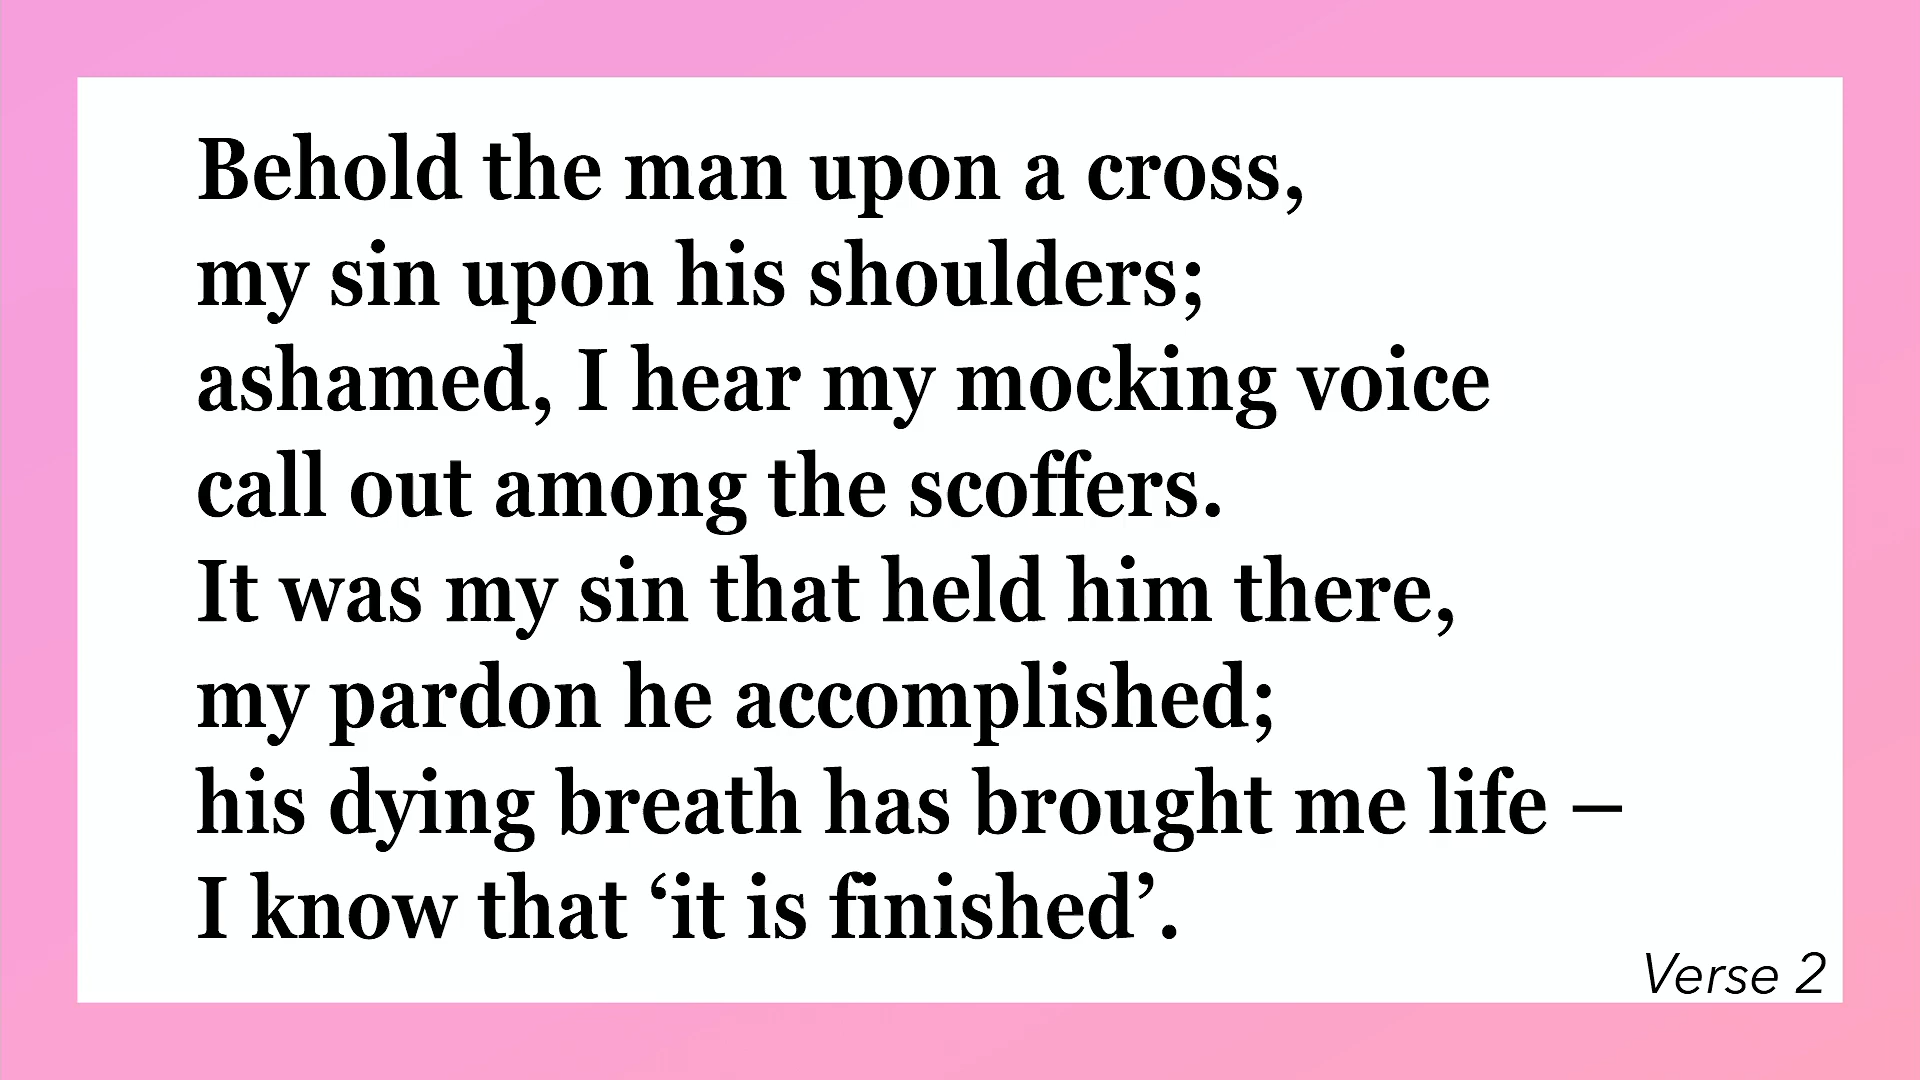 Behold the man upon a cross,
my sin upon his shoulders;
ashamed, I hear my mocking voice
call out among the scoffers.
It was my sin that held him there,
my pardon he accomplished;
his dying breath has brought me life –
I know that ‘it is finished’.
Verse 2